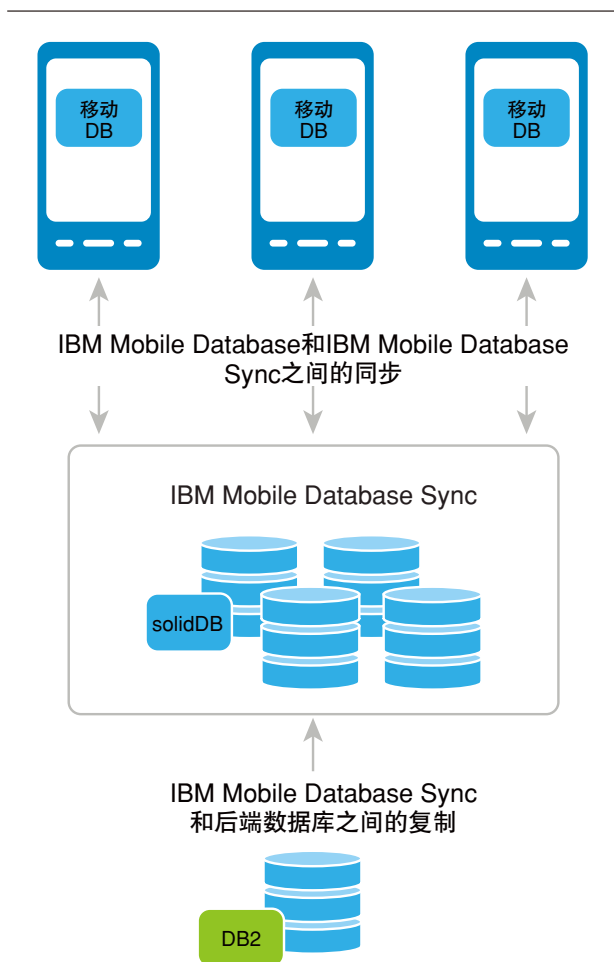 移动
DB
移动
DB
移动
DB
IBM Mobile Database和IBM Mobile Database
Sync之间的同步
IBM Mobile Database Sync
solidDB
IBM Mobile Database Sync
和后端数据库之间的复制
DB2